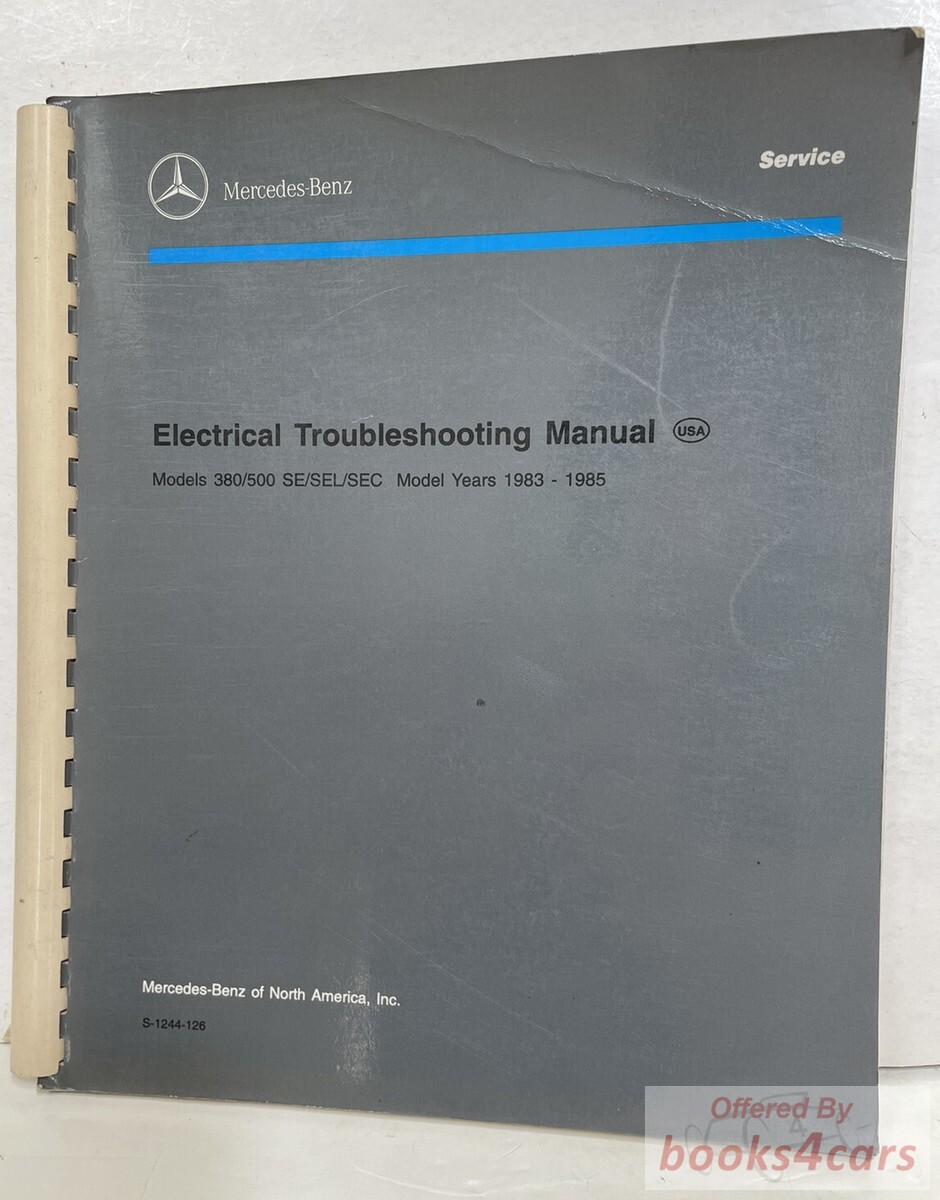 Service
Mercedes-Benz
Electrical Troubleshooting Manual USA
Models 380/500 SE/SEL/SEC Model Years 1983 - 1985
Mercedes-Benz of North America, Inc.
S-1244-126
Offered By
books4cars